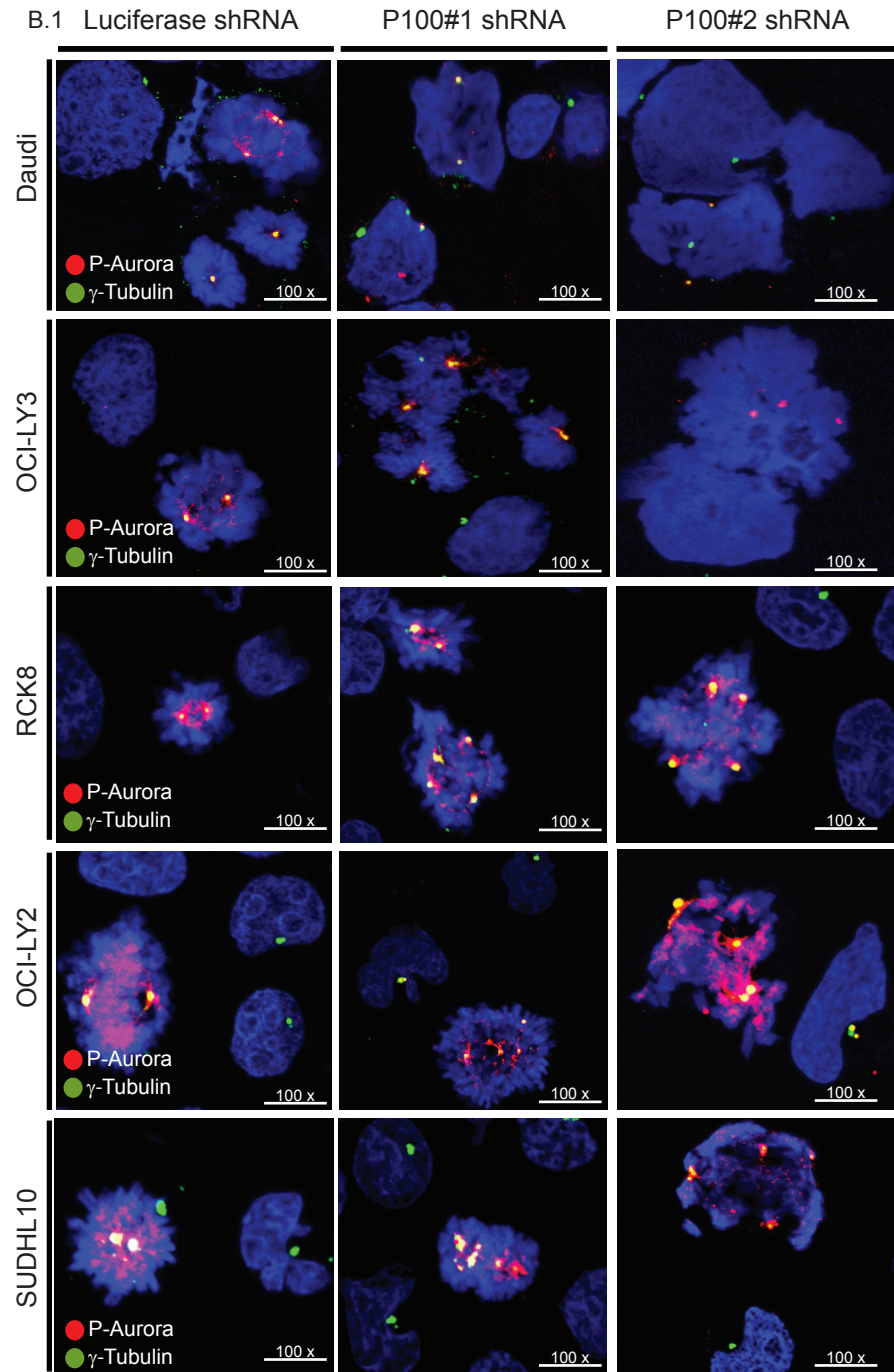 B.1 Luciferase shRNA P100#1 shRNA P100#2 shRNA
Daudi
P-Aurora
γ-Tubulin
100 x
100 x
100 x
OCI-LY3
P-Aurora
γ-Tubulin
100 x
100 x
100 x
RCK8
P-Aurora
γ-Tubulin
100 x
100 x
100 x
OCI-LY2
P-Aurora
γ-Tubulin
100 x
100 x
100 x
SUDHL10
P-Aurora
γ-Tubulin
100 x
100 x
100 x